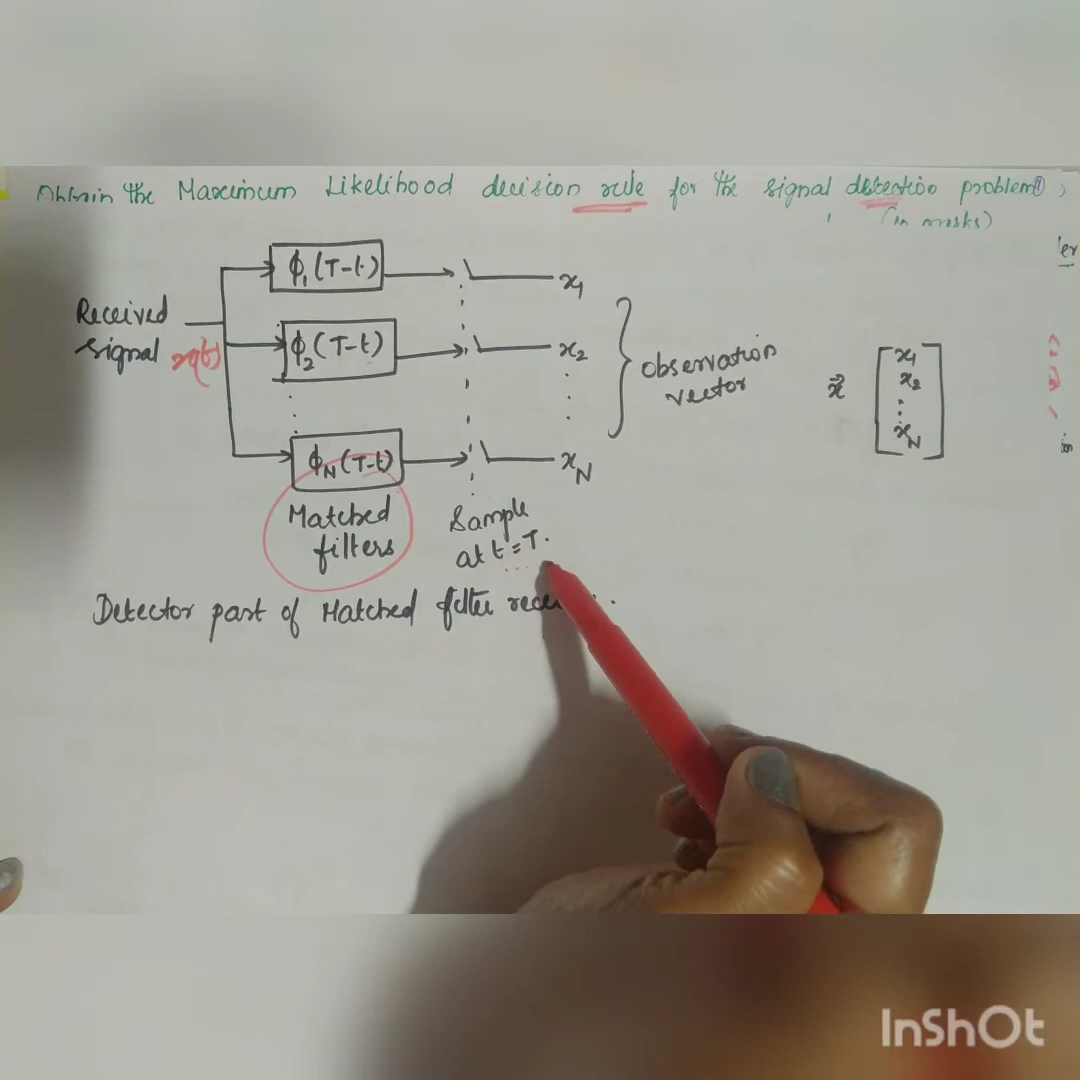 Obtain the Maximum Likelihood decision rule for the signal detection problem
(10 marks)
Received
signal x(t)
ϕ₁(T-t)
x₁
ϕ₂(T-t)
x₂
ϕN(T-t)
xN
Matched
filters
Sample
at t=T.
Observation
vector
x⃗
x₁
x₂
⋮
xN
Detector part of Matched filter
InShOt